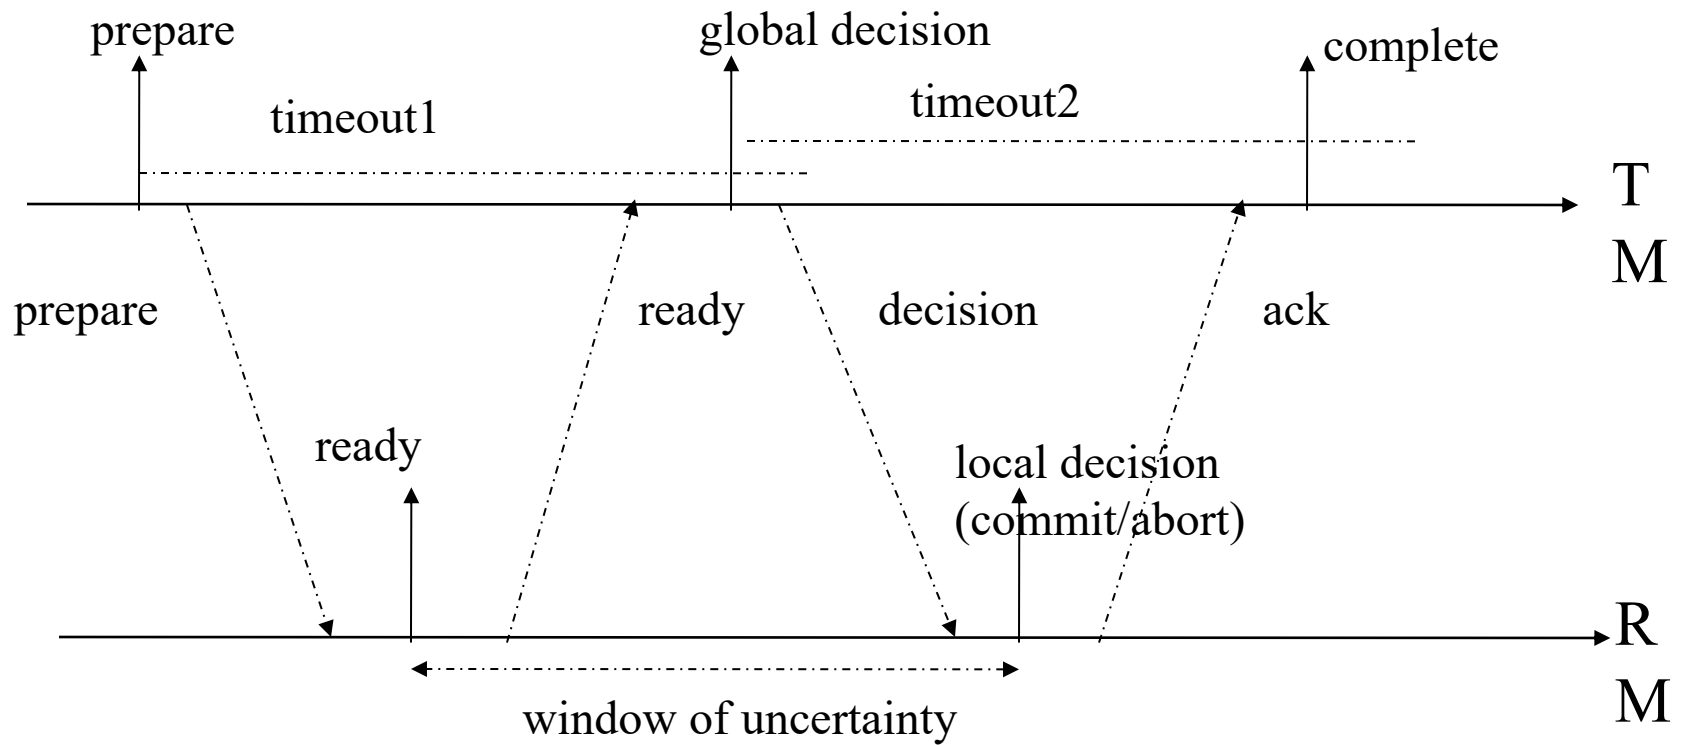 prepare
global decision
complete
timeout1
timeout2
T
M
prepare
ready
decision
ack
ready
local decision
(commit/abort)
R
M
window of uncertainty